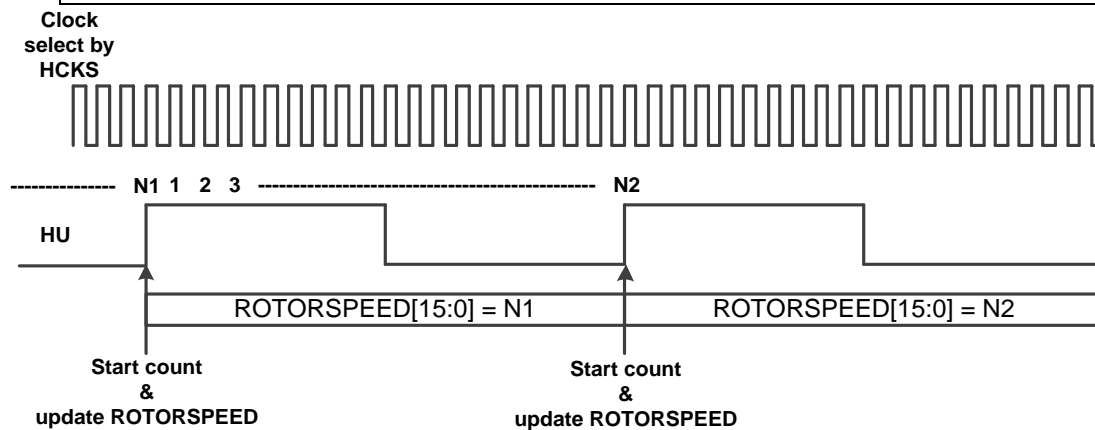 Clock
select by
HCKS
--------------- N1 1 2 3 ------------------------------------------------ N2
HU
ROTORSPEED[15:0] = N1 ROTORSPEED[15:0] = N2
Start count Start count
& &
update ROTORSPEED update ROTORSPEED